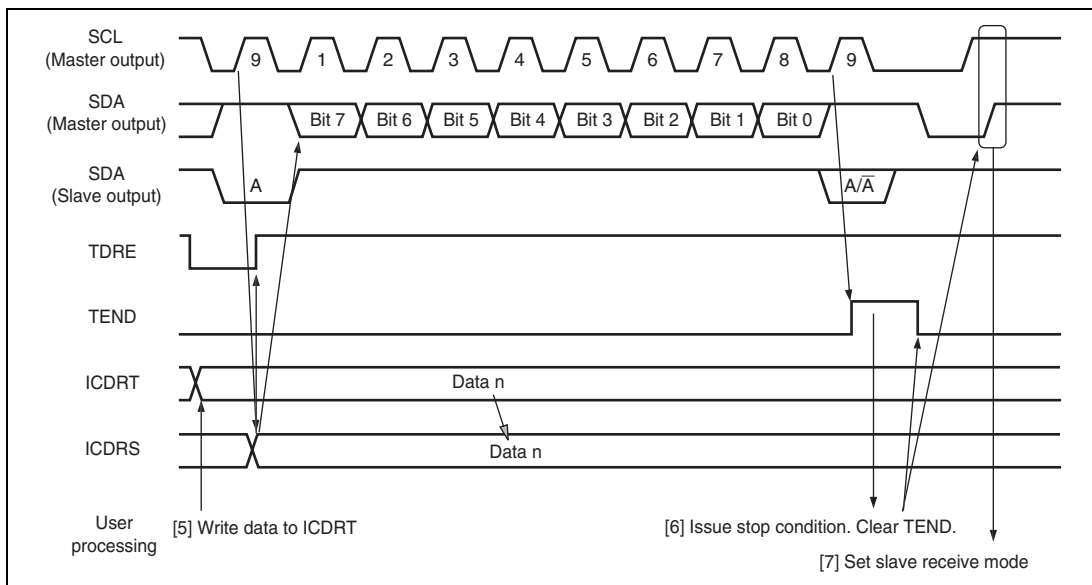 SCL
(Master output)
9 1 2 3 4 5 6 7 8 9
SDA
(Master output)
Bit 7 Bit 6 Bit 5 Bit 4 Bit 3 Bit 2 Bit 1 Bit 0
SDA
(Slave output)
A A/A̅
TDRE
TEND
ICDRT
Data n
ICDRS
Data n
User
processing
[5] Write data to ICDRT
[6] Issue stop condition. Clear TEND.
[7] Set slave receive mode